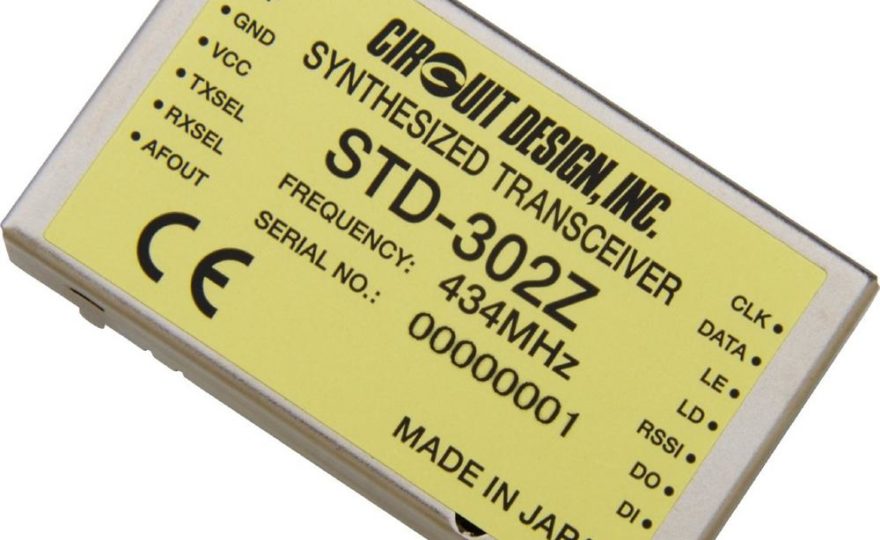 CIRCUIT DESIGN, INC.
SYNTHESIZED TRANSCEIVER
STD-302Z
FREQUENCY: 434MHz
SERIAL NO.: 00000001
MADE IN
GND
VCC
TXSEL
RXSEL
AFOUT
CE
CLK
DATA
LE
LD
RSSI
DO
DI